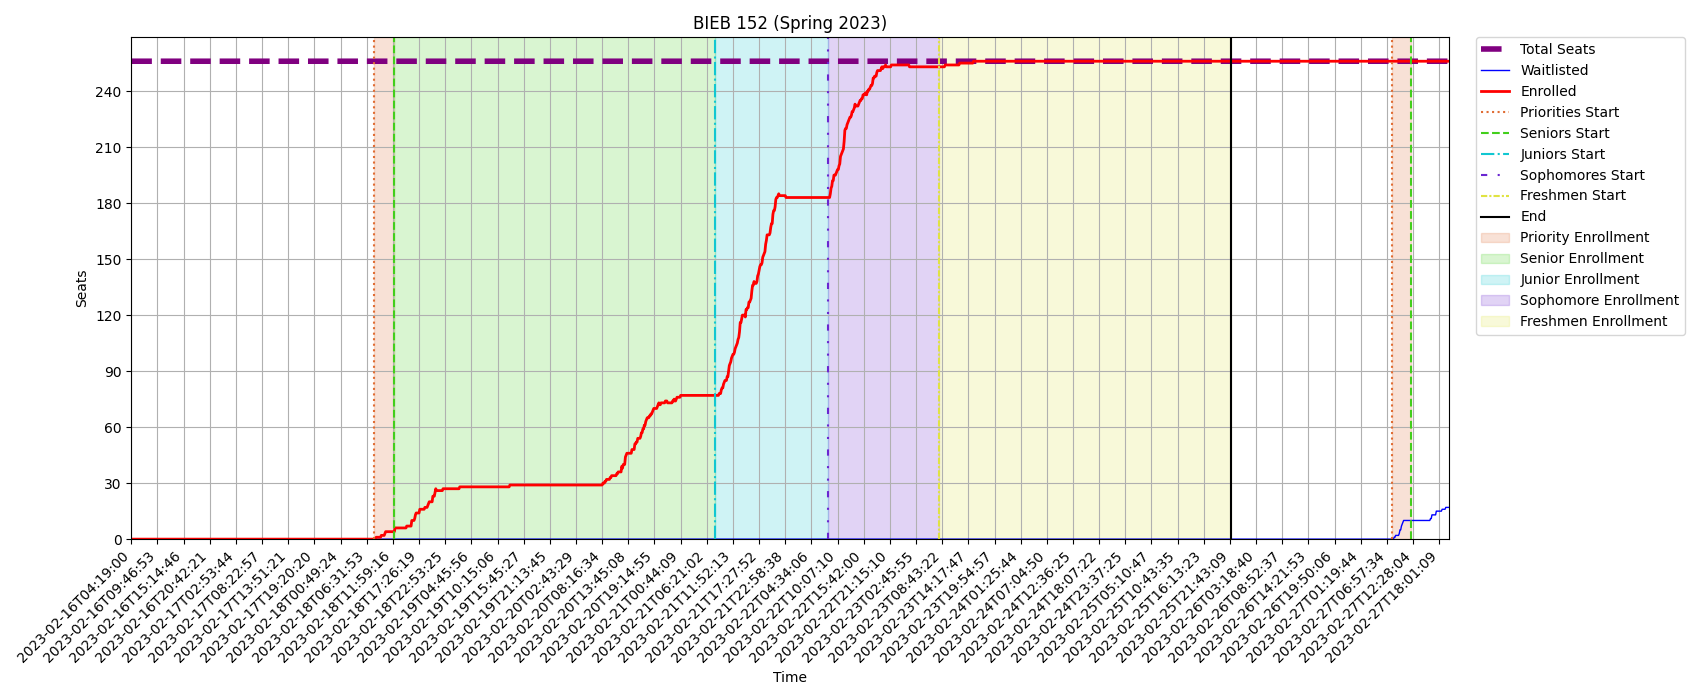 BIEB 152 (Spring 2023)
Seats
240
210
180
150
120
90
60
30
0
2023-02-16T04:19:00
2023-02-16T09:46:53
2023-02-16T15:14:46
2023-02-16T20:42:21
2023-02-17T02:53:44
2023-02-17T08:22:57
2023-02-17T13:51:21
2023-02-17T19:20:20
2023-02-18T00:49:24
2023-02-18T06:31:53
2023-02-18T11:59:16
2023-02-18T17:26:19
2023-02-18T22:53:25
2023-02-19T04:45:56
2023-02-19T10:15:06
2023-02-19T15:45:27
2023-02-19T21:13:45
2023-02-20T02:43:29
2023-02-20T08:16:34
2023-02-20T13:45:08
2023-02-20T19:14:55
2023-02-21T00:44:09
2023-02-21T06:21:02
2023-02-21T11:52:13
2023-02-21T17:27:52
2023-02-21T22:58:38
2023-02-22T04:34:06
2023-02-22T10:07:10
2023-02-22T15:42:00
2023-02-22T21:15:10
2023-02-23T02:45:55
2023-02-23T08:43:22
2023-02-23T14:17:47
2023-02-23T19:54:57
2023-02-24T01:25:44
2023-02-24T07:04:50
2023-02-24T12:36:25
2023-02-24T18:07:22
2023-02-24T23:37:25
2023-02-25T05:10:47
2023-02-25T10:43:35
2023-02-25T16:13:23
2023-02-25T21:43:09
2023-02-26T03:18:40
2023-02-26T08:52:37
2023-02-26T14:21:53
2023-02-26T19:50:06
2023-02-27T01:19:44
2023-02-27T06:57:34
2023-02-27T12:28:04
2023-02-27T18:01:09
Time
Total Seats
Waitlisted
Enrolled
Priorities Start
Seniors Start
Juniors Start
Sophomores Start
Freshmen Start
End
Priority Enrollment
Senior Enrollment
Junior Enrollment
Sophomore Enrollment
Freshmen Enrollment